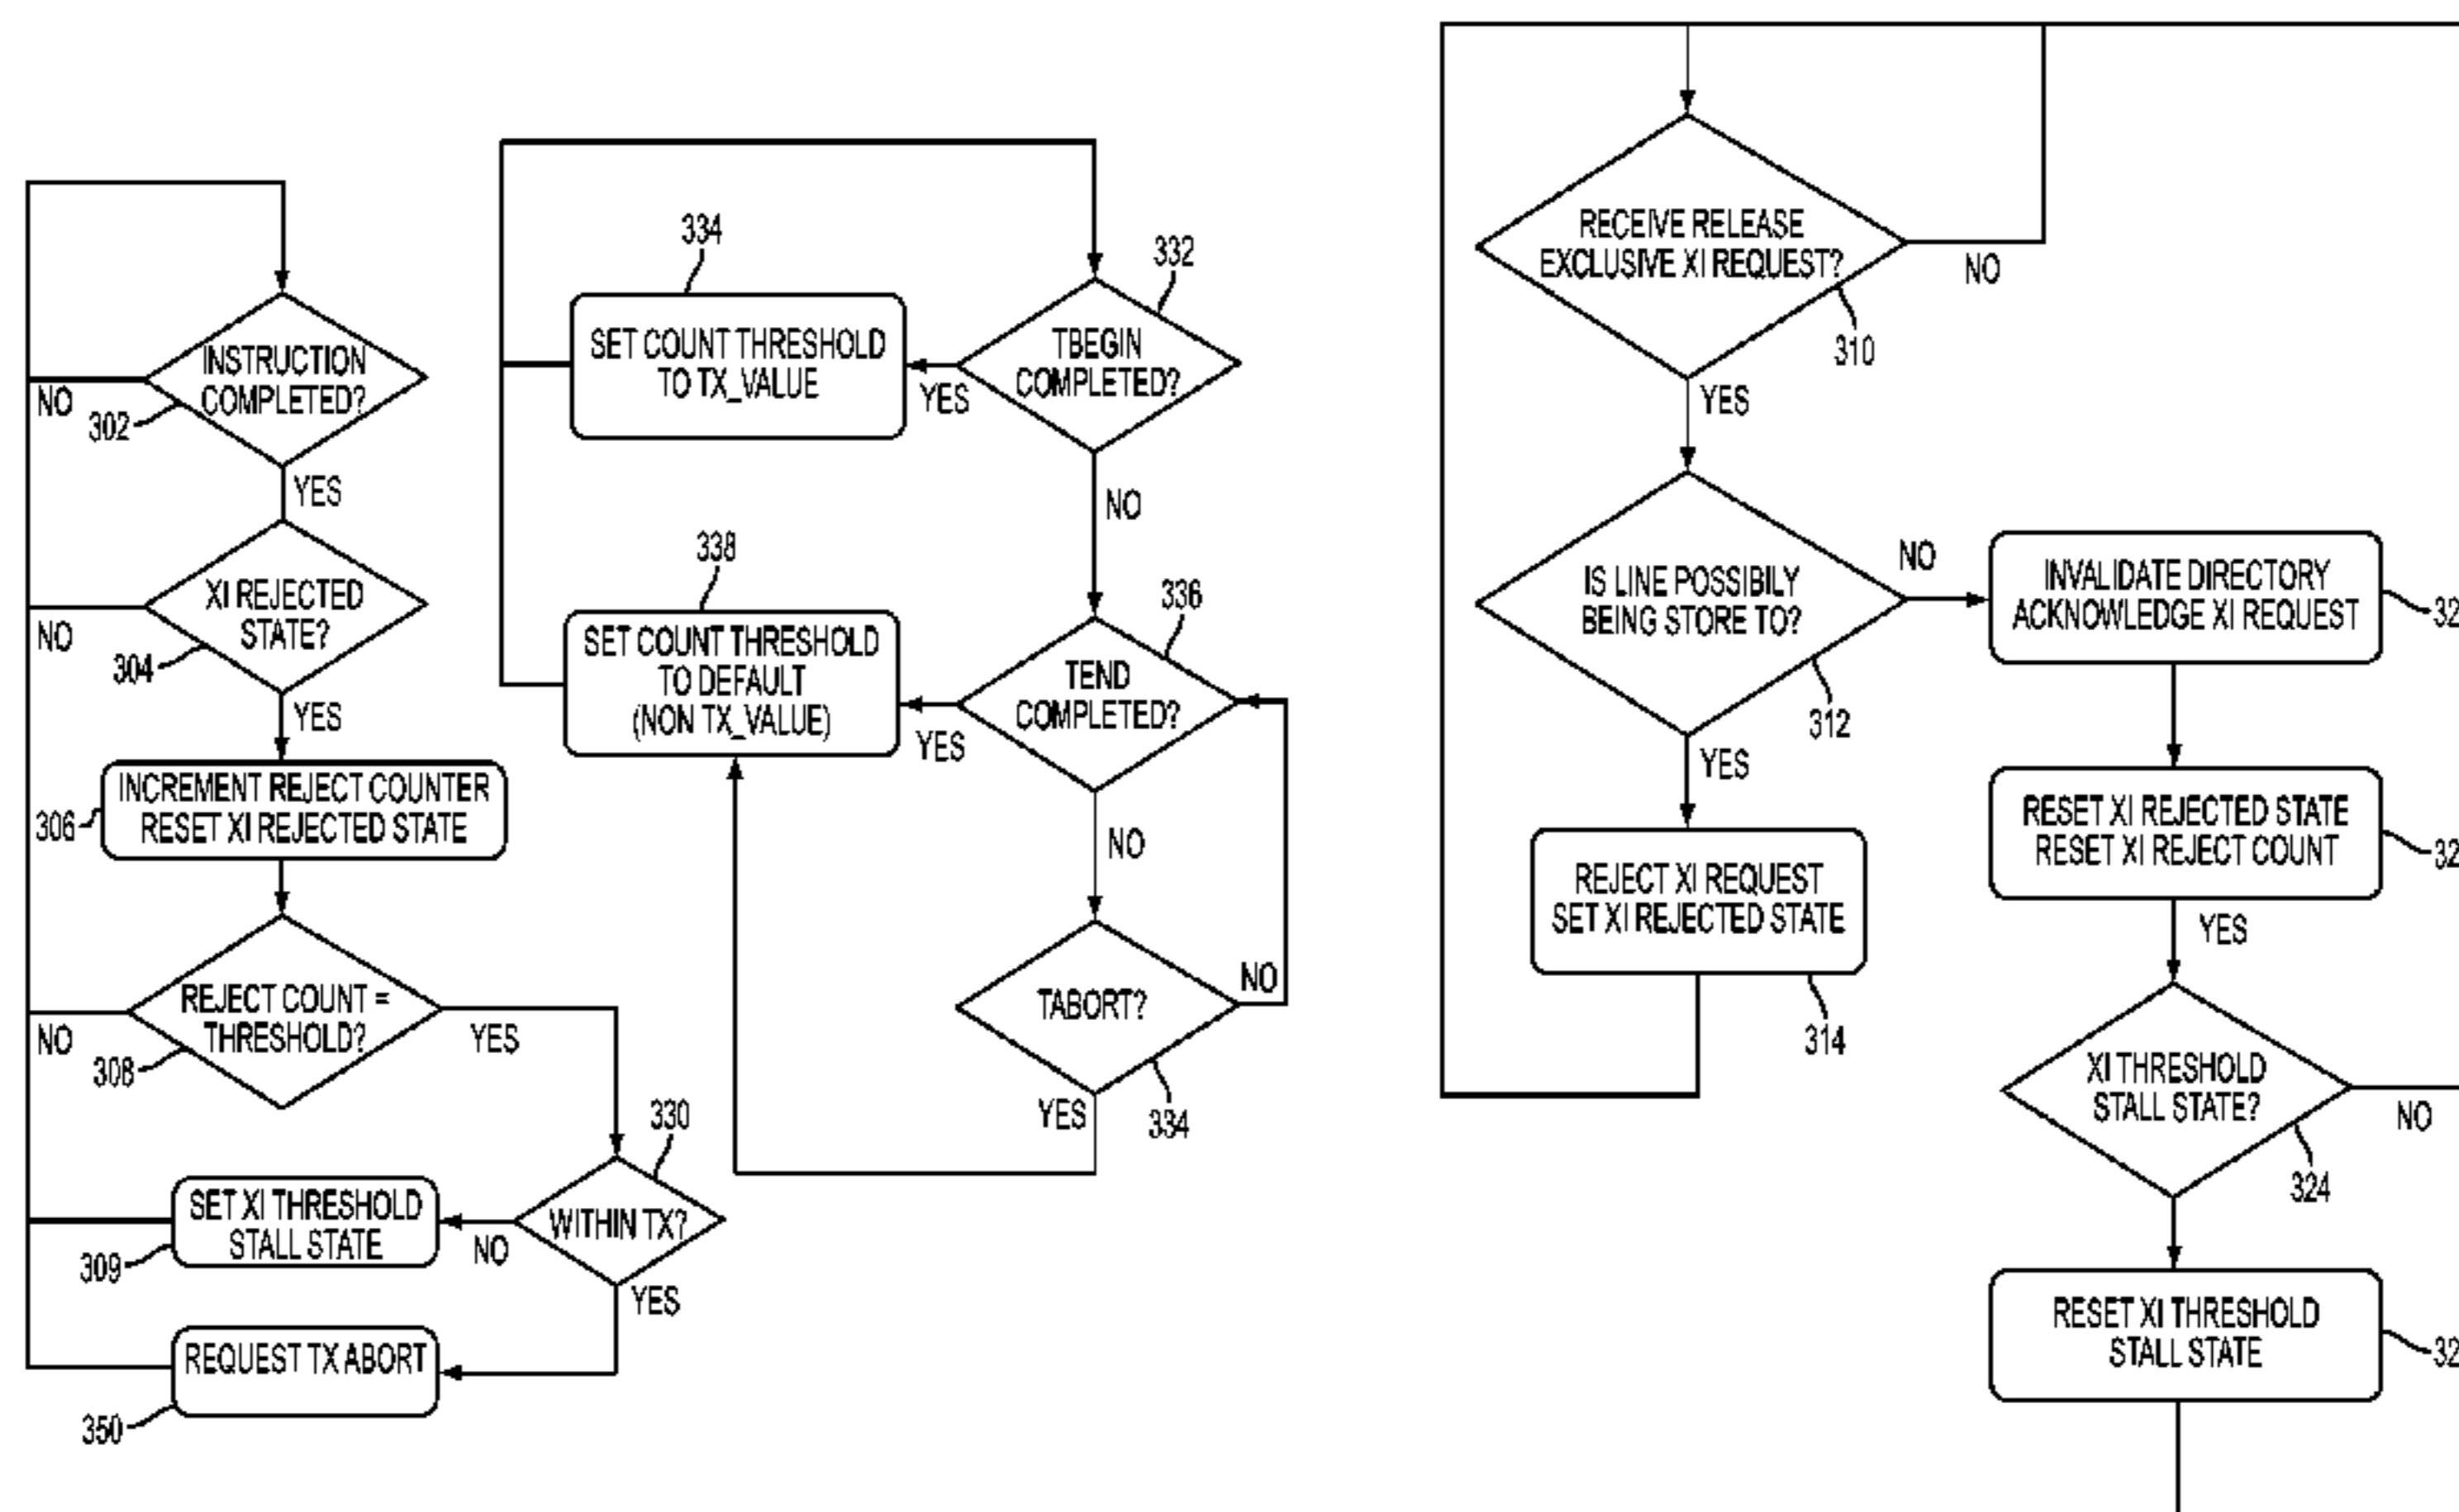 INSTRUCTION
COMPLETED?
NO
302
YES
XI REJECTED
STATE?
NO
304
YES
INCREMENT REJECT COUNTER
RESET XI REJECTED STATE
306
REJECT COUNT =
THRESHOLD?
NO
308
YES
330
WITHIN TX?
NO
YES
SET XI THRESHOLD
STALL STATE
309
REQUEST TX ABORT
350
334
SET COUNT THRESHOLD
TO TX_VALUE
332
TBEGIN
COMPLETED?
YES
NO
338
SET COUNT THRESHOLD
TO DEFAULT
(NON TX_VALUE)
336
TEND
COMPLETED?
YES
NO
TABORT?
NO
YES
334
RECEIVE RELEASE
EXCLUSIVE XI REQUEST?
NO
310
YES
IS LINE POSSIBILY
BEING STORE TO?
NO
312
YES
REJECT XI REQUEST
SET XI REJECTED STATE
314
INVALIDATE DIRECTORY
ACKNOWLEDGE XI REQUEST
32
RESET XI REJECTED STATE
RESET XI REJECT COUNT
32
YES
XI THRESHOLD
STALL STATE?
NO
324
RESET XI THRESHOLD
STALL STATE
32